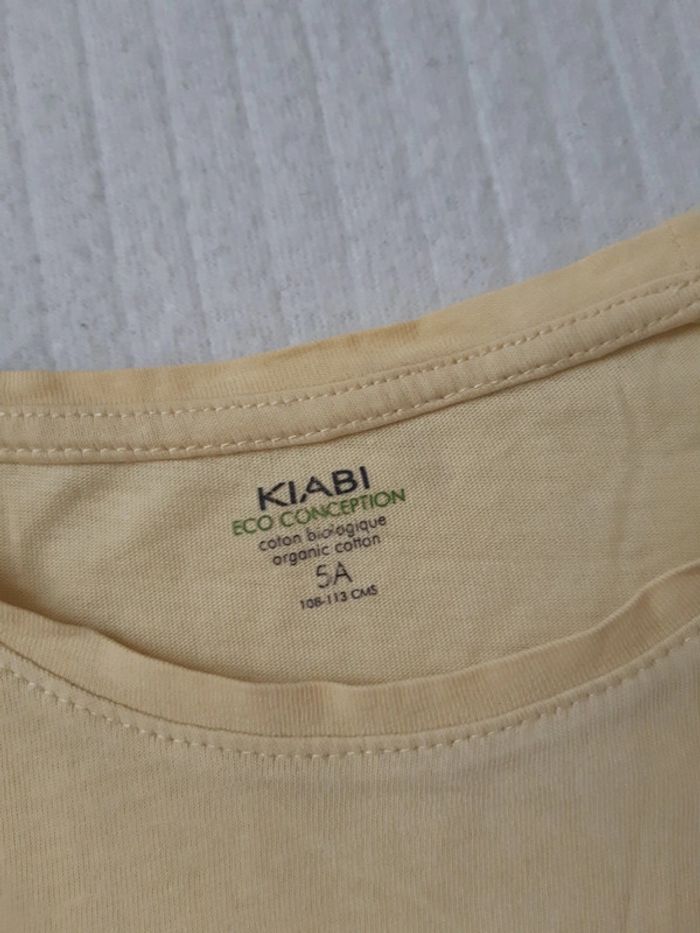 KIABI
ECO CONCEPTION
coton biologique
organic cotton
5A
108-113 CMS